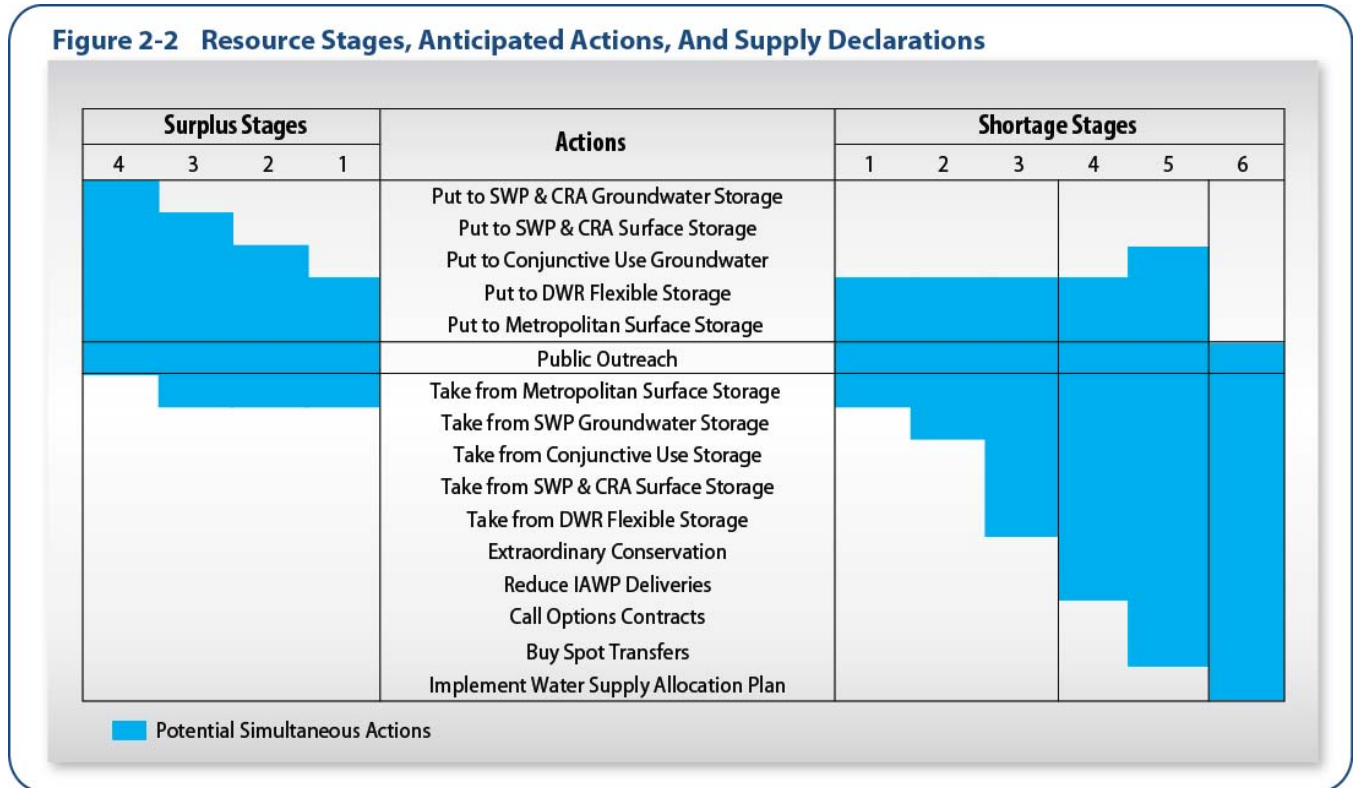 Figure 2-2 Resource Stages, Anticipated Actions, And Supply Declarations
Surplus Stages
Actions
Shortage Stages
4 3 2 1
1 2 3 4 5 6
Put to SWP & CRA Groundwater Storage
Put to SWP & CRA Surface Storage
Put to Conjunctive Use Groundwater
Put to DWR Flexible Storage
Put to Metropolitan Surface Storage
Public Outreach
Take from Metropolitan Surface Storage
Take from SWP Groundwater Storage
Take from Conjunctive Use Storage
Take from SWP & CRA Surface Storage
Take from DWR Flexible Storage
Extraordinary Conservation
Reduce IAWP Deliveries
Call Options Contracts
Buy Spot Transfers
Implement Water Supply Allocation Plan
Potential Simultaneous Actions